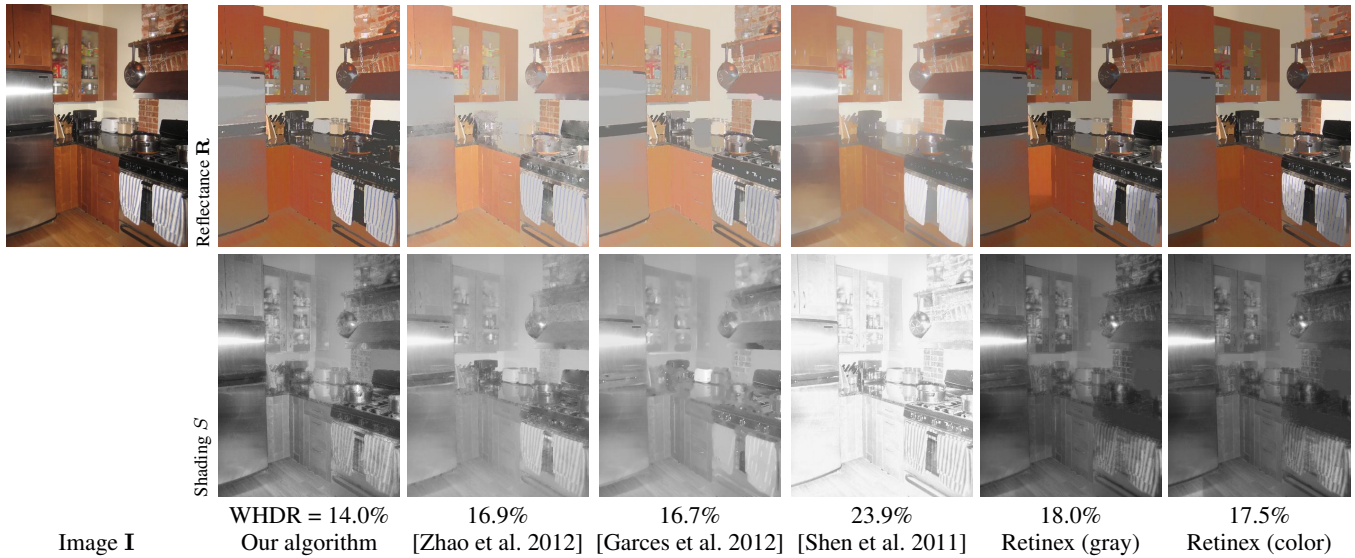 Reflectance R
Shading S
WHDR = 14.0% 16.9% 16.7% 23.9% 18.0% 17.5%
Image I Our algorithm [Zhao et al. 2012] [Garces et al. 2012] [Shen et al. 2011] Retinex (gray) Retinex (color)